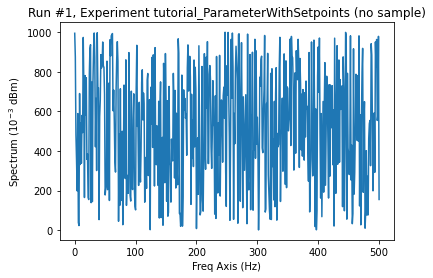 Run #1, Experiment tutorial_ParameterWithSetpoints (no sample)
1000
800
600
400
200
0
Spectrum (10⁻³ dBm)
0 100 200 300 400 500
Freq Axis (Hz)